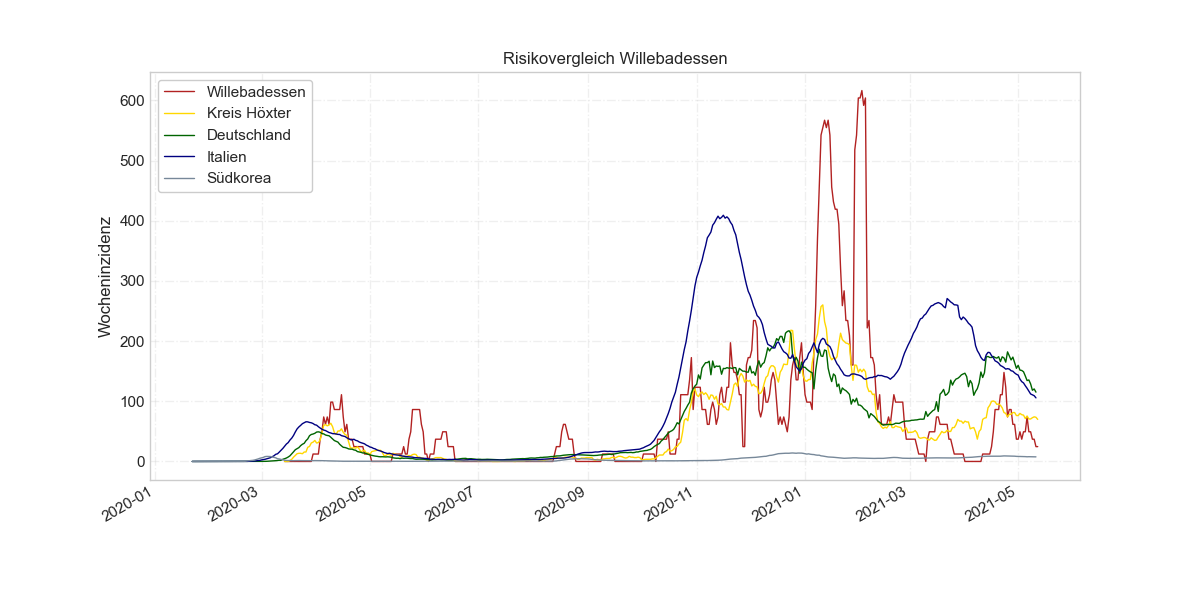 Risikovergleich Willebadessen
Willebadessen
Kreis Höxter
Deutschland
Italien
Südkorea
Wocheninzidenz
600
500
400
300
200
100
0
2020-01
2020-03
2020-05
2020-07
2020-09
2020-11
2021-01
2021-03
2021-05